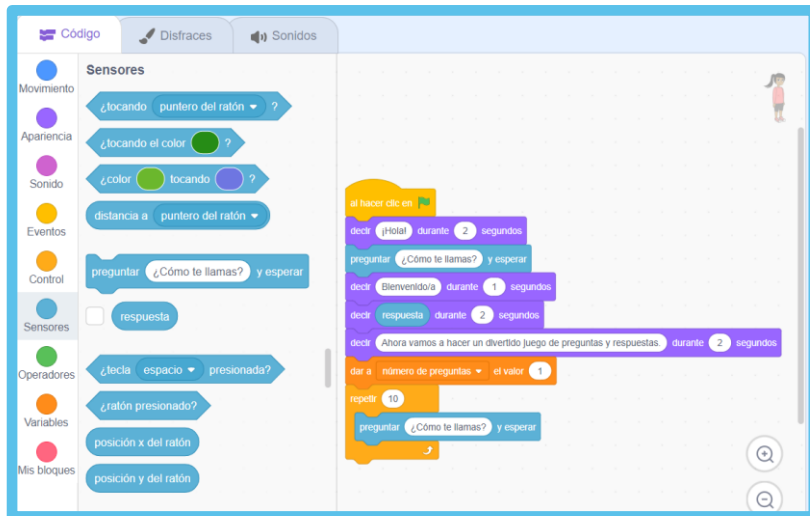 Código
Disfraces
Sonidos
Movimiento
Apariencia
Sonido
Eventos
Control
Sensores
Operadores
Variables
Mis bloques
Sensores
¿tocando puntero del ratón ?
¿tocando el color ?
¿color tocando ?
distancia a puntero del ratón
preguntar ¿Cómo te llamas? y esperar
respuesta
¿tecla espacio presionada?
¿ratón presionado?
posición x del ratón
posición y del ratón
al hacer clic en
decir ¡Hola! durante 2 segundos
preguntar ¿Cómo te llamas? y esperar
decir Bienvenido/a durante 1 segundos
decir respuesta durante 2 segundos
decir Ahora vamos a hacer un divertido juego de preguntas y respuestas. durante 2 segundos
dar a número de preguntas el valor 1
repetir 10
preguntar ¿Cómo te llamas? y esperar